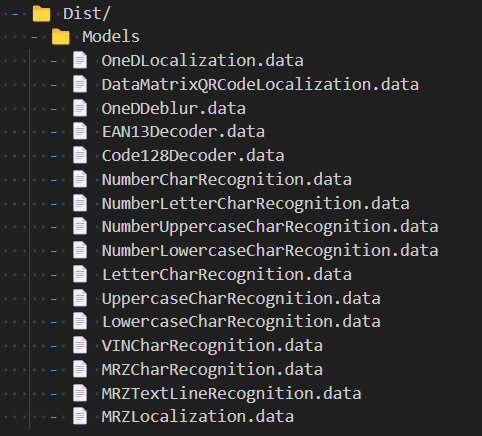 - Dist/
- Models
- OneDLocalization.data
- DataMatrixQRCodeLocalization.data
- OneDDeblur.data
- EAN13Decoder.data
- Code128Decoder.data
- NumberCharRecognition.data
- NumberLetterCharRecognition.data
- NumberUppercaseCharRecognition.data
- NumberLowercaseCharRecognition.data
- LetterCharRecognition.data
- UppercaseCharRecognition.data
- LowercaseCharRecognition.data
- VINCharRecognition.data
- MRZCharRecognition.data
- MRZTextLineRecognition.data
- MRZLocalization.data